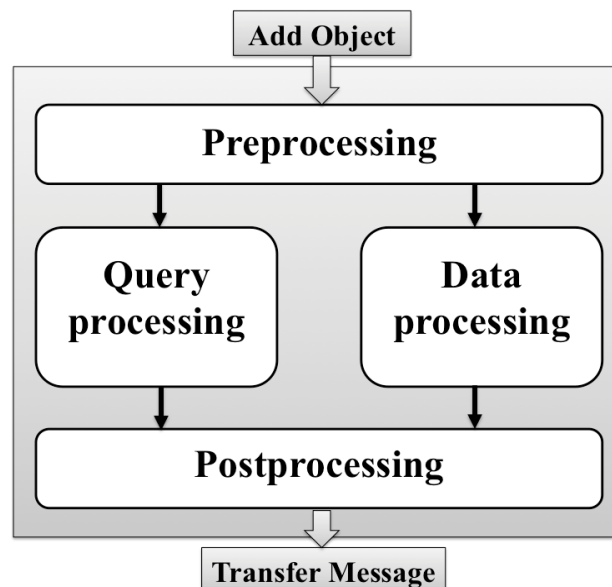 Add Object
Preprocessing
Query
processing
Data
processing
Postprocessing
Transfer Message